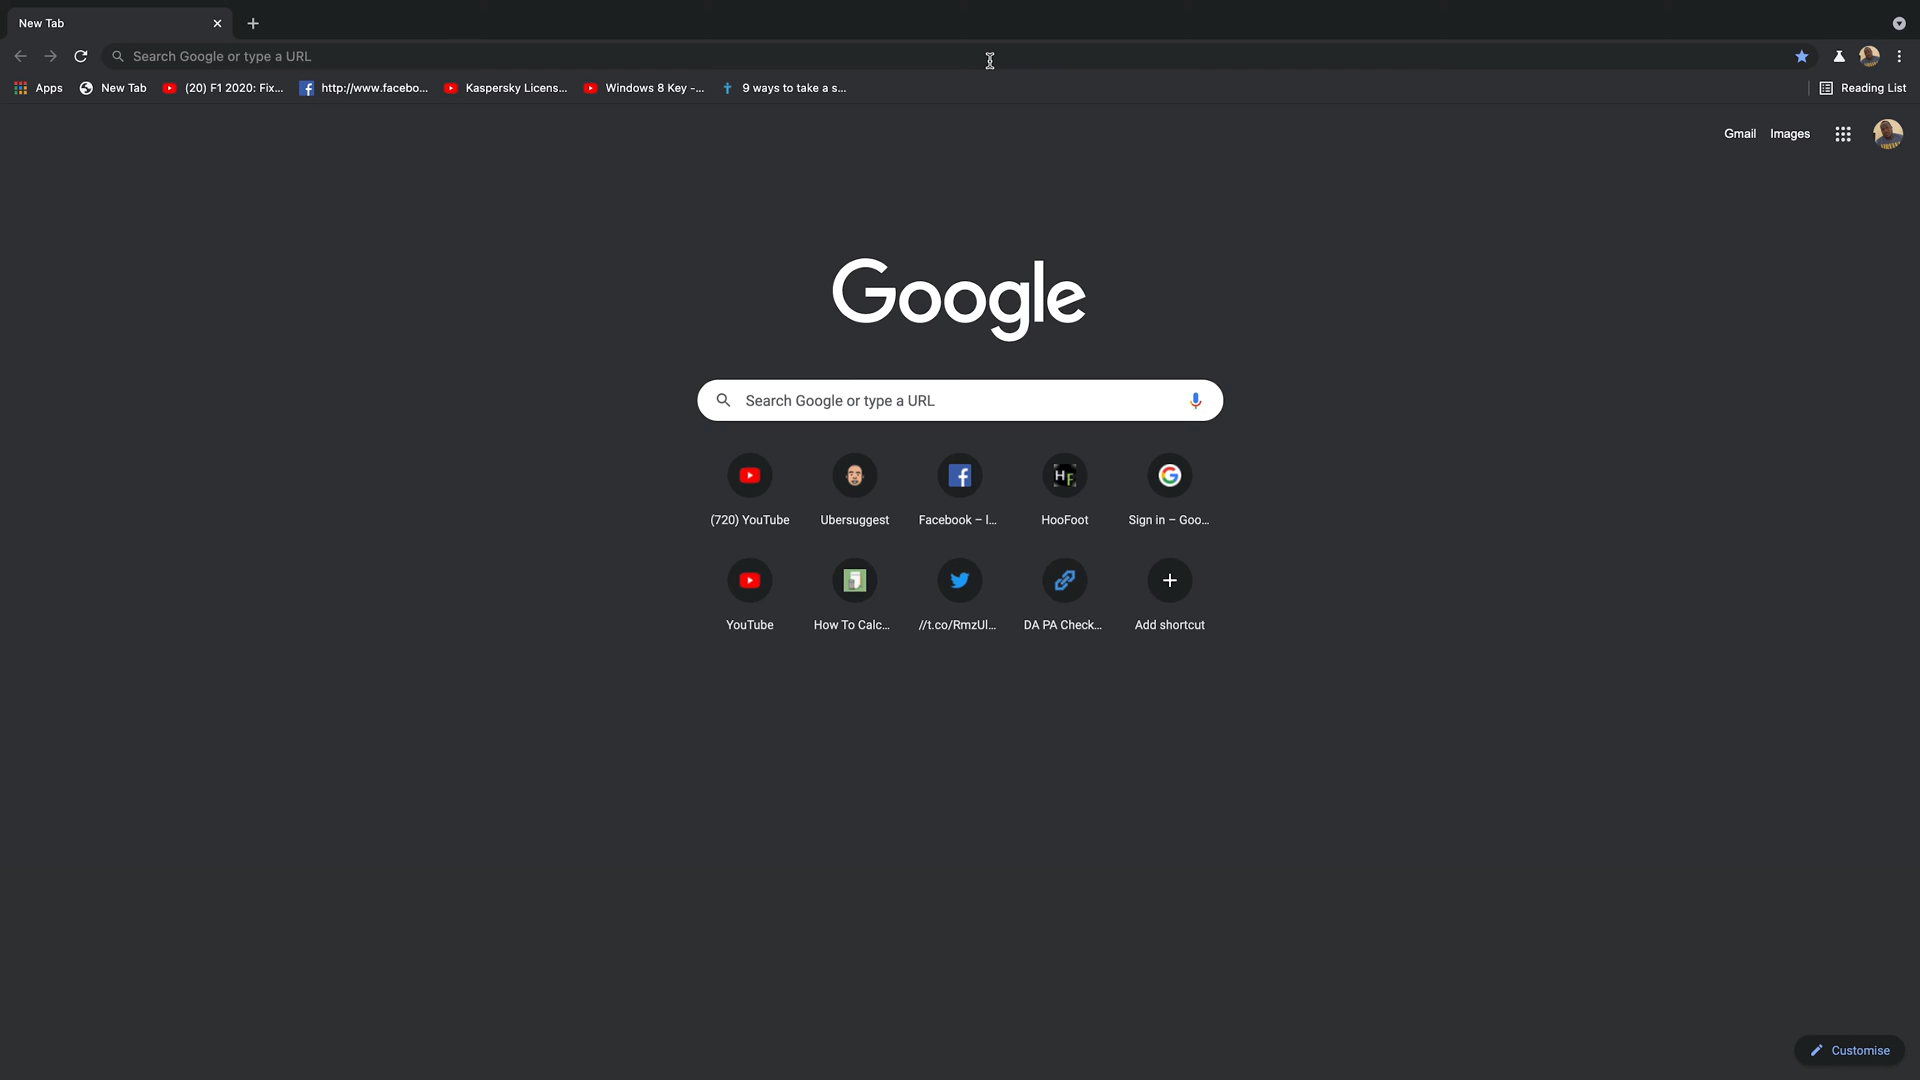 New Tab
Search Google or type a URL
Apps New Tab (20) F1 2020: Fix... http://www.facebo... Kaspersky Licens... Windows 8 Key -... 9 ways to take a s... Reading List
Gmail Images
Google
Search Google or type a URL
(720) YouTube Ubersuggest Facebook – l... HooFoot Sign in – Goo...
YouTube How To Calc... //t.co/RmzUl... DA PA Check... Add shortcut
Customise